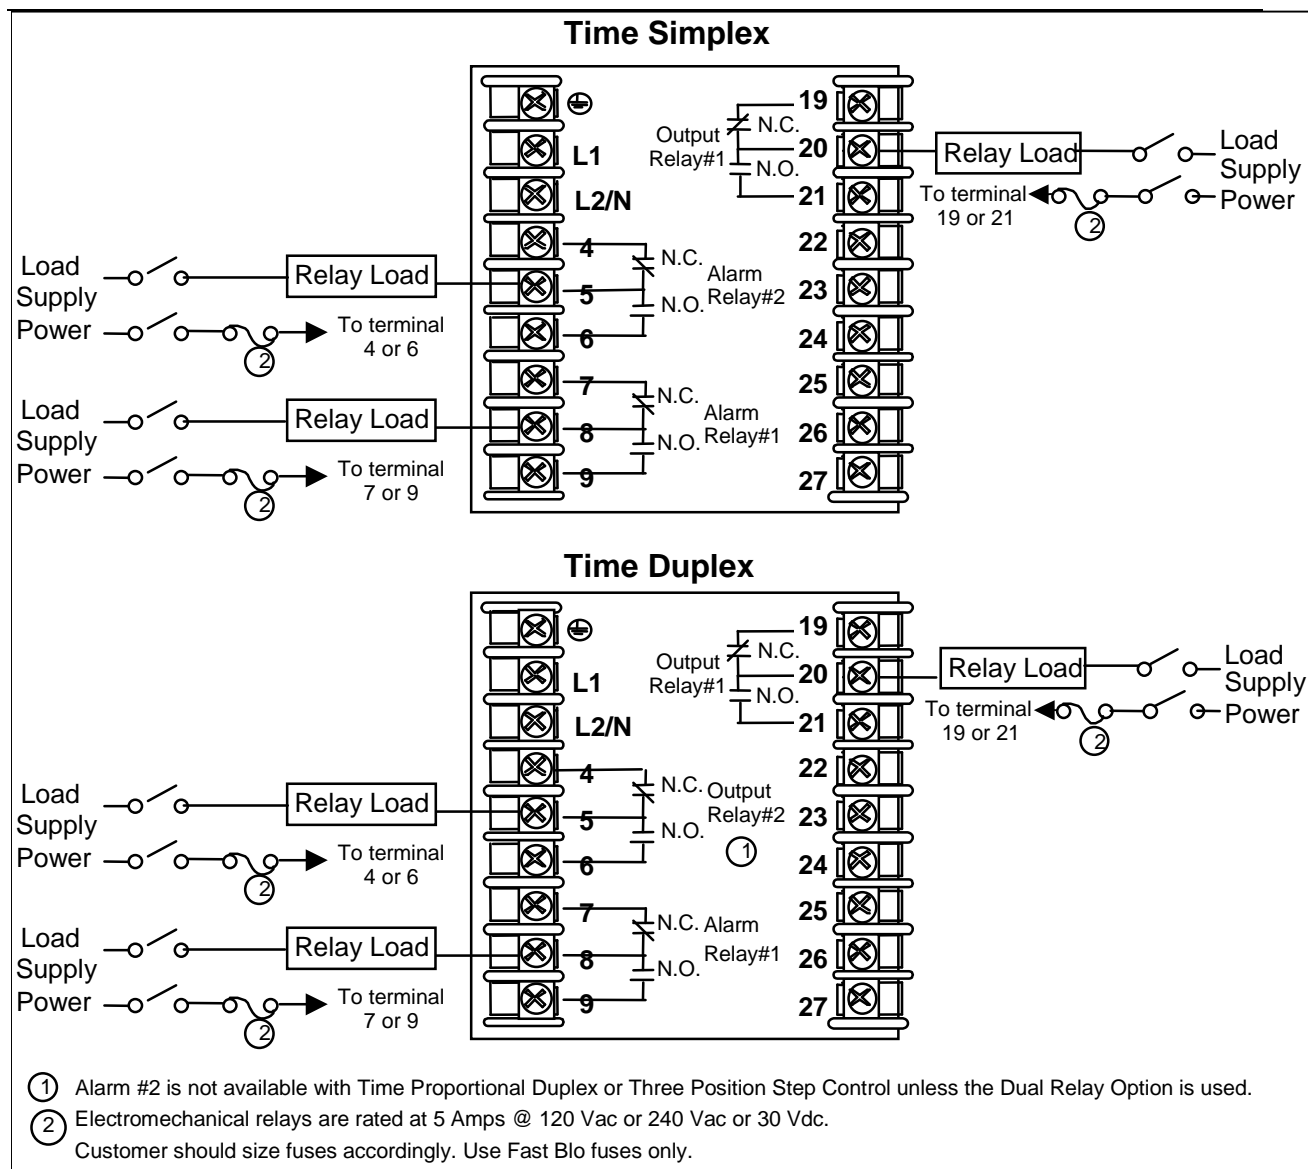 Time Simplex
19
Output
N.C.
L1
Relay#1
20
Relay Load
Load
N.O.
Supply
L2/N
21
To terminal
Power
19 or 21
2
4
22
Load
N.C.
Relay Load
Alarm
Supply
5
Relay#2
23
N.O.
Power
To terminal
6
24
4 or 6
2
7
25
N.C.
Load
Relay Load
Alarm
Supply
8
Relay#1
26
N.O.
Power
To terminal
9
27
7 or 9
2
Time Duplex
19
Output
N.C.
L1
Relay#1
20
Relay Load
Load
N.O.
Supply
L2/N
21
To terminal
Power
19 or 21
2
4
22
Load
N.C.
Relay Load
Output
Supply
5
Relay#2
23
N.O.
Power
To terminal
6
1
24
4 or 6
2
7
25
N.C.
Alarm
Load
Relay Load
Supply
8
Relay#1
26
N.O.
Power
To terminal
9
27
7 or 9
2
1 Alarm #2 is not available with Time Proportional Duplex or Three Position Step Control unless the Dual Relay Option is used.
2 Electromechanical relays are rated at 5 Amps @ 120 Vac or 240 Vac or 30 Vdc.
Customer should size fuses accordingly. Use Fast Blo fuses only.